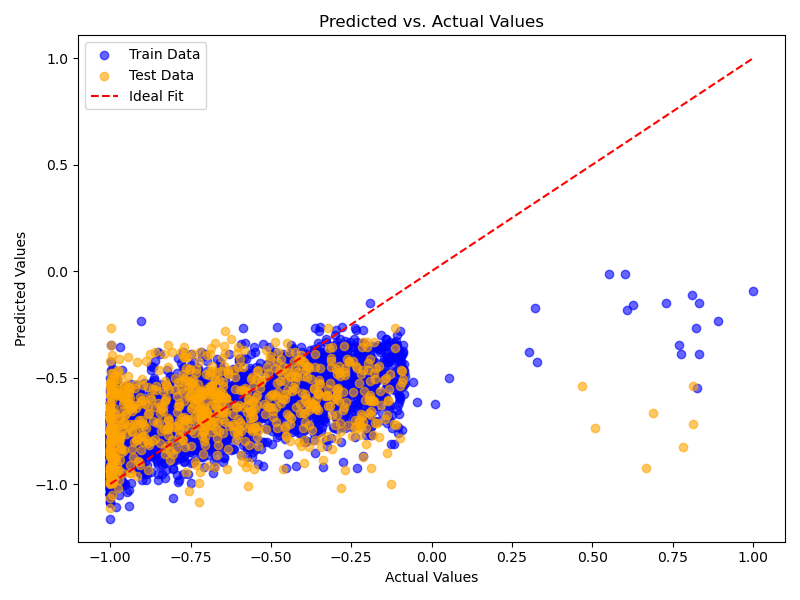 Predicted vs. Actual Values
Train Data
Test Data
Ideal Fit
1.0
0.5
0.0
−0.5
−1.0
Predicted Values
−1.00 −0.75 −0.50 −0.25 0.00 0.25 0.50 0.75 1.00
Actual Values